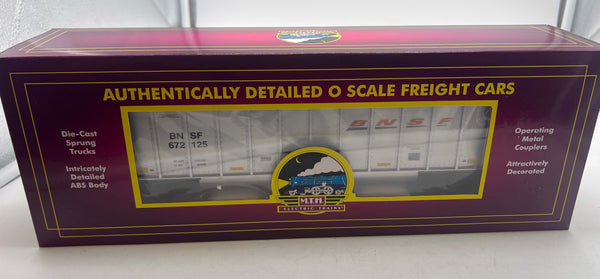 AUTHENTICALLY DETAILED O SCALE FREIGHT CARS
Die-Cast
Sprung
Trucks
Intricately
Detailed
ABS Body
BNSF
672125
BNSF
Operating
Metal
Couplers
Attractively
Decorated
M.T.H.
ELECTRIC TRAINS